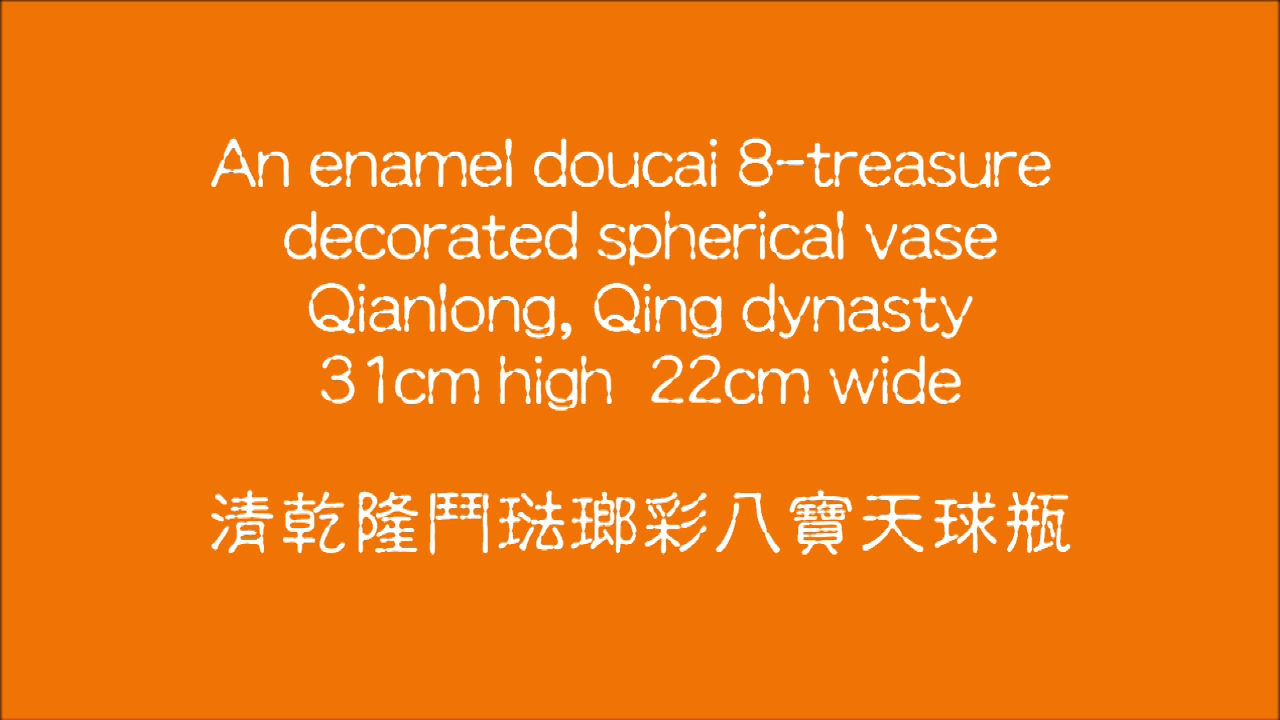 An enamel doucai 8-treasure
decorated spherical vase
Qianlong, Qing dynasty
31cm high  22cm wide
清乾隆鬥琺瑯彩八寶天球瓶